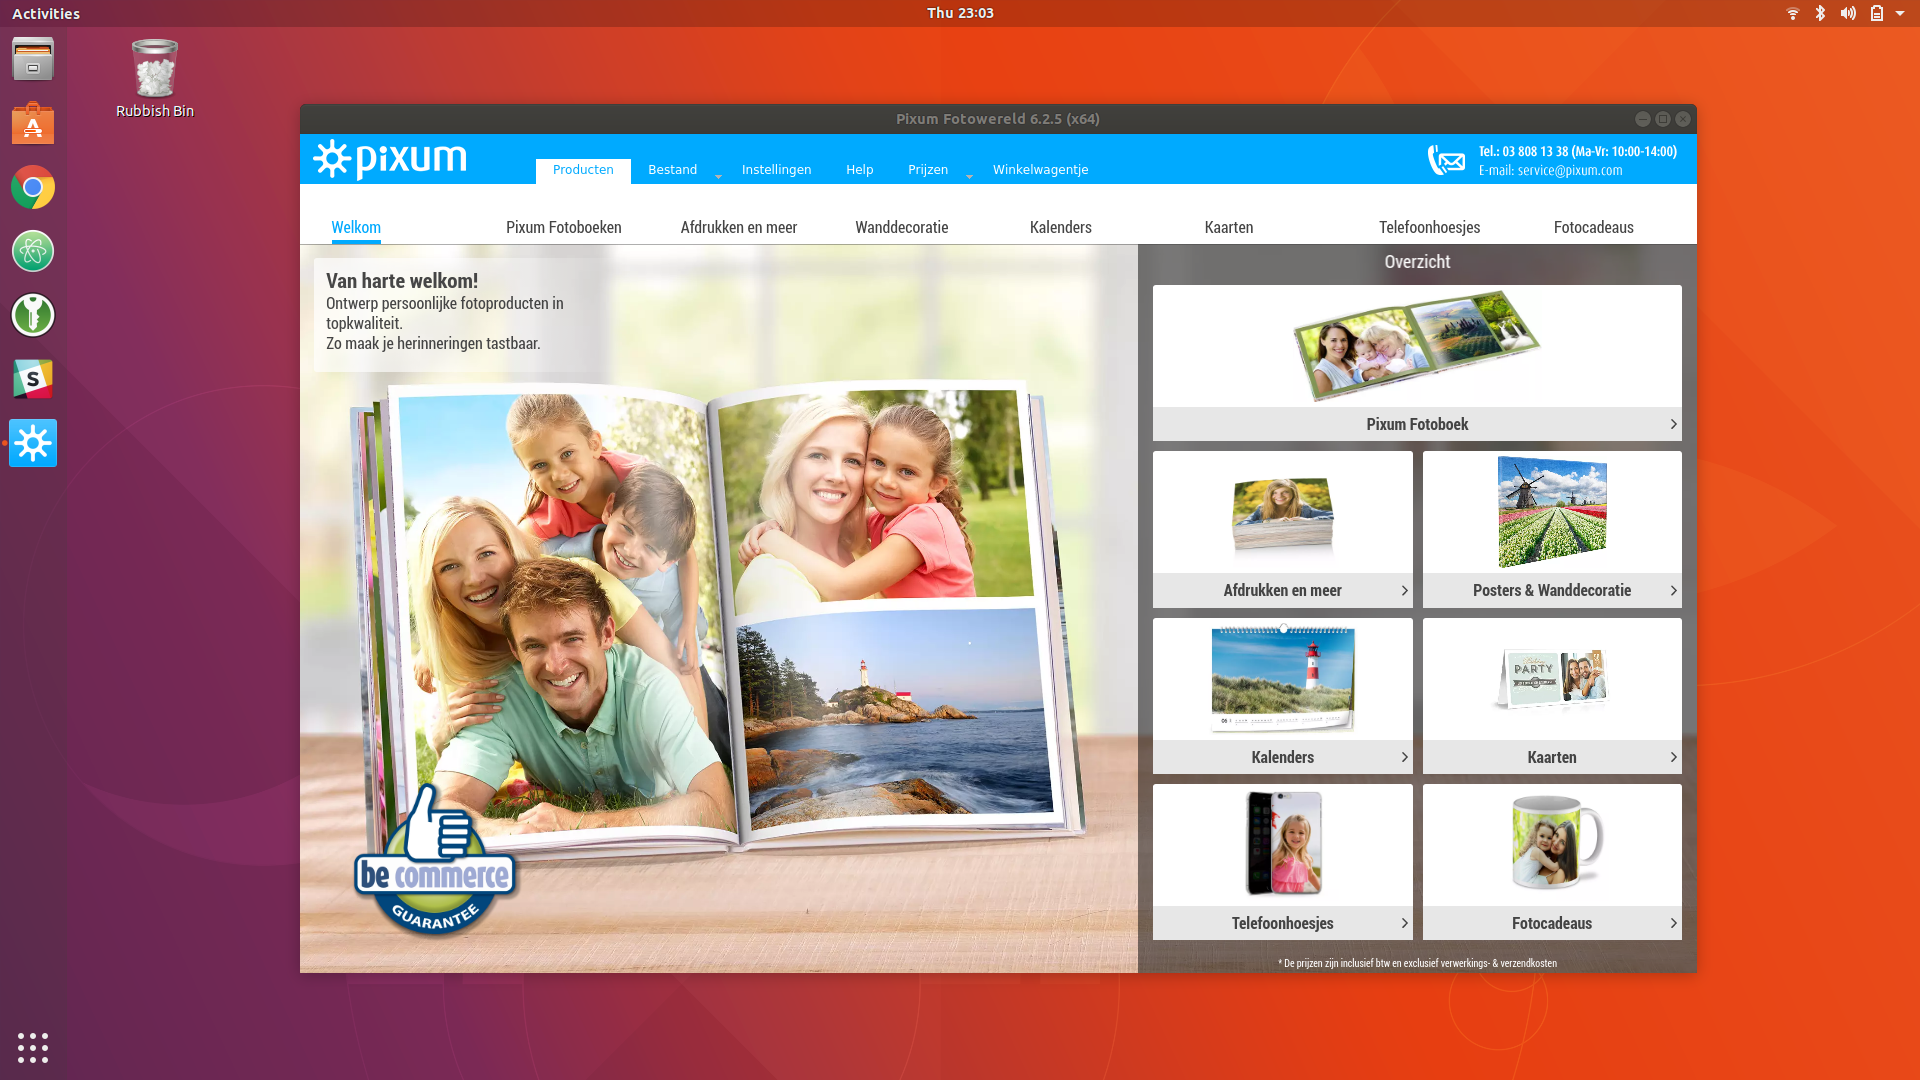 Activities
Thu 23:03
Rubbish Bin
Pixum Fotowereld 6.2.5 (x64)
pixum
Producten
Bestand
Instellingen
Help
Prijzen
Winkelwagentje
Tel.: 03 808 13 38 (Ma-Vr: 10:00-14:00)
E-mail: service@pixum.com
Welkom
Pixum Fotoboeken
Afdrukken en meer
Wanddecoratie
Kalenders
Kaarten
Telefoonhoesjes
Fotocadeaus
Van harte welkom!
Ontwerp persoonlijke fotoproducten in
topkwaliteit.
Zo maak je herinneringen tastbaar.
be commerce
GUARANTEE
Overzicht
Pixum Fotoboek
Afdrukken en meer
Posters & Wanddecoratie
Kalenders
PARTY
Kaarten
Telefoonhoesjes
Fotocadeaus
* De prijzen zijn inclusief btw en exclusief verwerkings- & verzendkosten